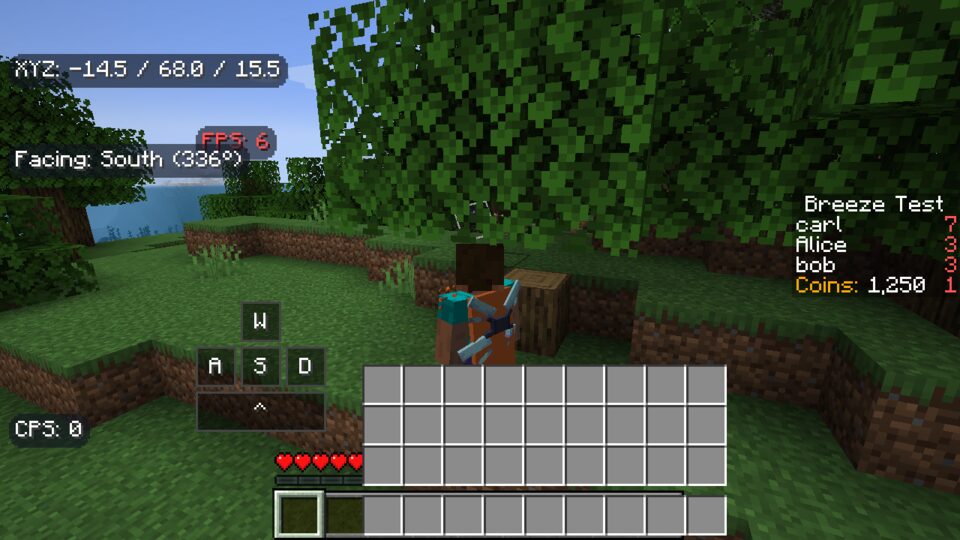 XYZ: -14.5 / 68.0 / 15.5
FPS: 6
Facing: South (336°)
Breeze Test
carl 7
Alice 3
bob 3
Coins: 1,250 1
W
A S D
^
CPS: 0